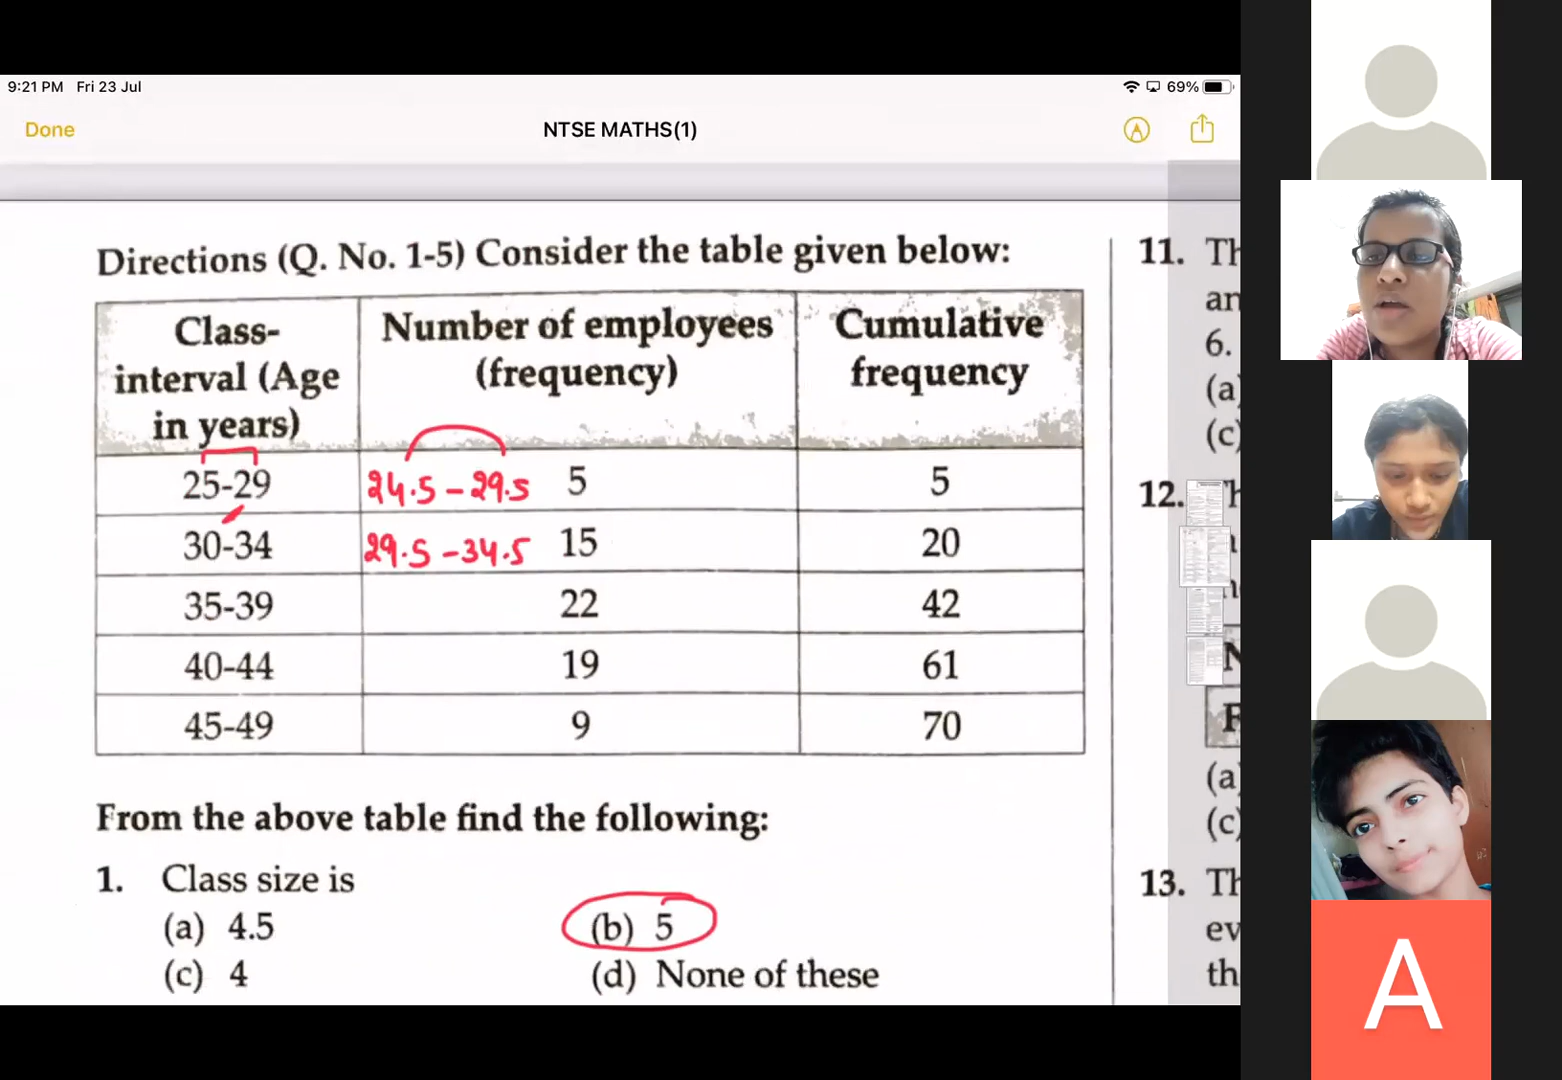 9:21 PM Fri 23 Jul
69%
Done
NTSE MATHS(1)
Directions (Q. No. 1-5) Consider the table given below:
Class-interval (Age in years) Number of employees (frequency) Cumulative frequency
25-29 24.5 – 29.5 5 5
30-34 29.5 – 34.5 15 20
35-39 22 42
40-44 19 61
45-49 9 70
From the above table find the following:
1. Class size is
(a) 4.5 (b) 5
(c) 4 (d) None of these
11.
6.
(a)
(c)
12.
(a)
(c)
13.
A